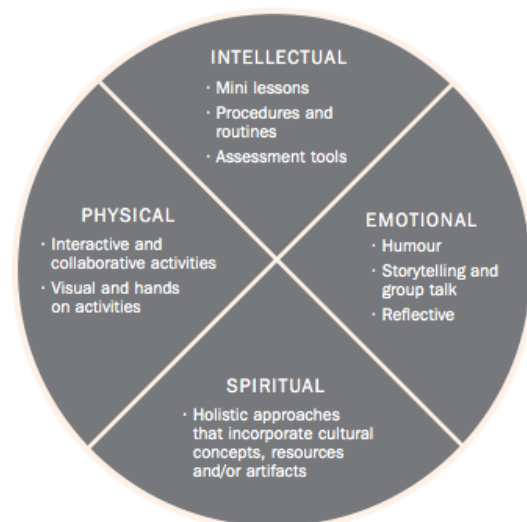 INTELLECTUAL
· Mini lessons
· Procedures and
routines
· Assessment tools
PHYSICAL
· Interactive and
collaborative activities
· Visual and hands
on activities
EMOTIONAL
· Humour
· Storytelling and
group talk
· Reflective
SPIRITUAL
· Holistic approaches
that incorporate cultural
concepts, resources
and/or artifacts